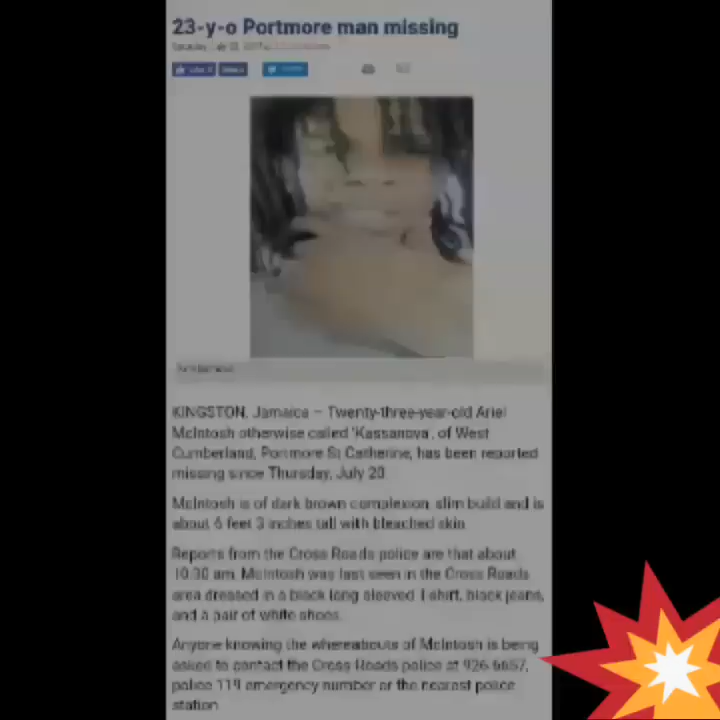 23-y-o Portmore man missing
KINGSTON, Jamaica – Twenty-three-year-old Ariel
McIntosh otherwise called 'Kassanova', of West
Cumberland, Portmore St Catherine, has been reported
missing since Thursday, July 20.
McIntosh is of dark brown complexion, slim build and is
about 6 feet 3 inches tall with bleached skin.
Reports from the Cross Roads police are that about
10:30 am, McIntosh was last seen in the Cross Roads
area dressed in a black long sleeved T-shirt, black jeans,
and a pair of white shoes.
Anyone knowing the whereabouts of McIntosh is being
asked to contact the Cross Roads police at 926-6657,
police 119 emergency number or the nearest police
station.